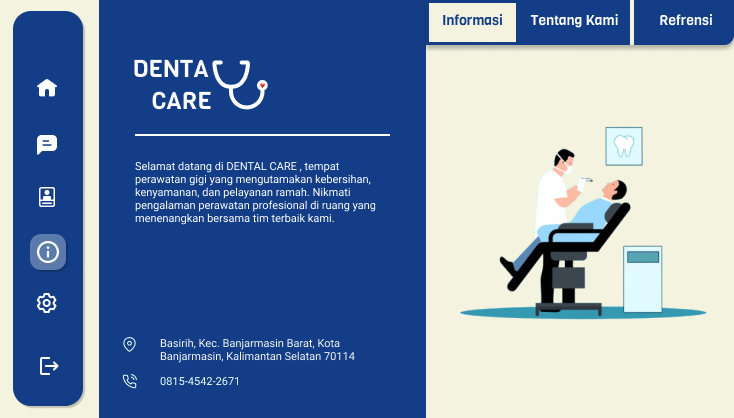 Informasi
Tentang Kami
Refrensi
DENTA
CARE
Selamat datang di DENTAL CARE , tempat
perawatan gigi yang mengutamakan kebersihan,
kenyamanan, dan pelayanan ramah. Nikmati
pengalaman perawatan profesional di ruang yang
menenangkan bersama tim terbaik kami.
Basirih, Kec. Banjarmasin Barat, Kota
Banjarmasin, Kalimantan Selatan 70114
0815-4542-2671